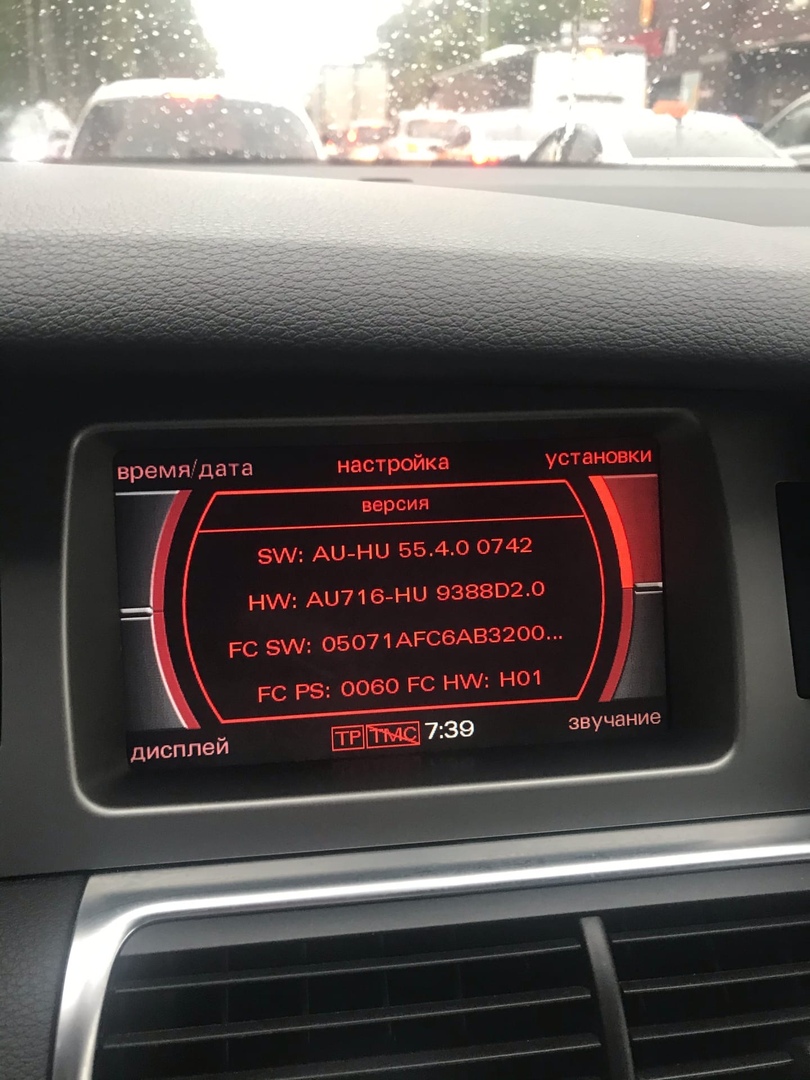 время/дата настройка установки
версия
SW: AU-HU 55.4.0 0742
HW: AU716-HU 9388D2.0
FC SW: 05071AFC6AB3200...
FC PS: 0060 FC HW: H01
дисплей TP TMC 7:39 звучание